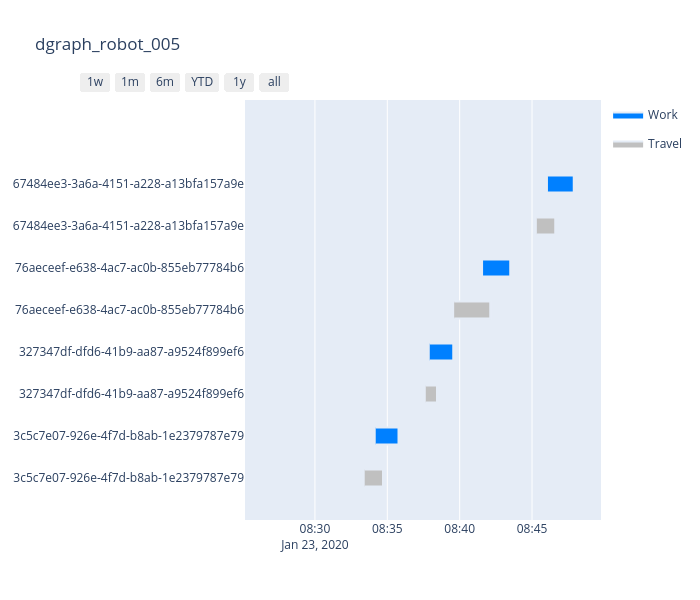 dgraph_robot_005
1w 1m 6m YTD 1y all
Work
Travel
67484ee3-3a6a-4151-a228-a13bfa157a9e
67484ee3-3a6a-4151-a228-a13bfa157a9e
76aeceef-e638-4ac7-ac0b-855eb77784b6
76aeceef-e638-4ac7-ac0b-855eb77784b6
327347df-dfd6-41b9-aa87-a9524f899ef6
327347df-dfd6-41b9-aa87-a9524f899ef6
3c5c7e07-926e-4f7d-b8ab-1e2379787e79
3c5c7e07-926e-4f7d-b8ab-1e2379787e79
08:30 08:35 08:40 08:45
Jan 23, 2020